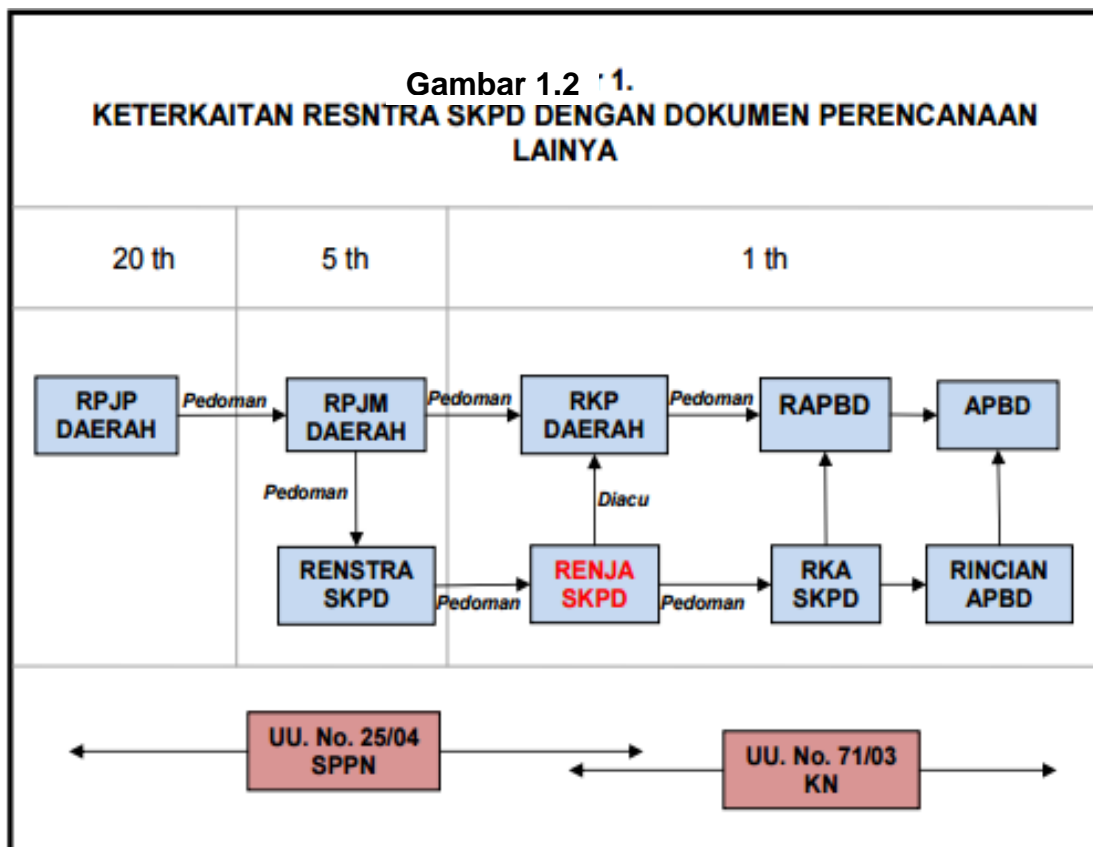 Gambar 1.2 1.
KETERKAITAN RESNTRA SKPD DENGAN DOKUMEN PERENCANAAN
LAINYA
20 th
5 th
1 th
RPJP
DAERAH
Pedoman
RPJM
DAERAH
Pedoman
RKP
DAERAH
Pedoman
RAPBD
APBD
Pedoman
Diacu
RENSTRA
SKPD
Pedoman
RENJA
SKPD
Pedoman
RKA
SKPD
RINCIAN
APBD
UU. No. 25/04
SPPN
UU. No. 71/03
KN